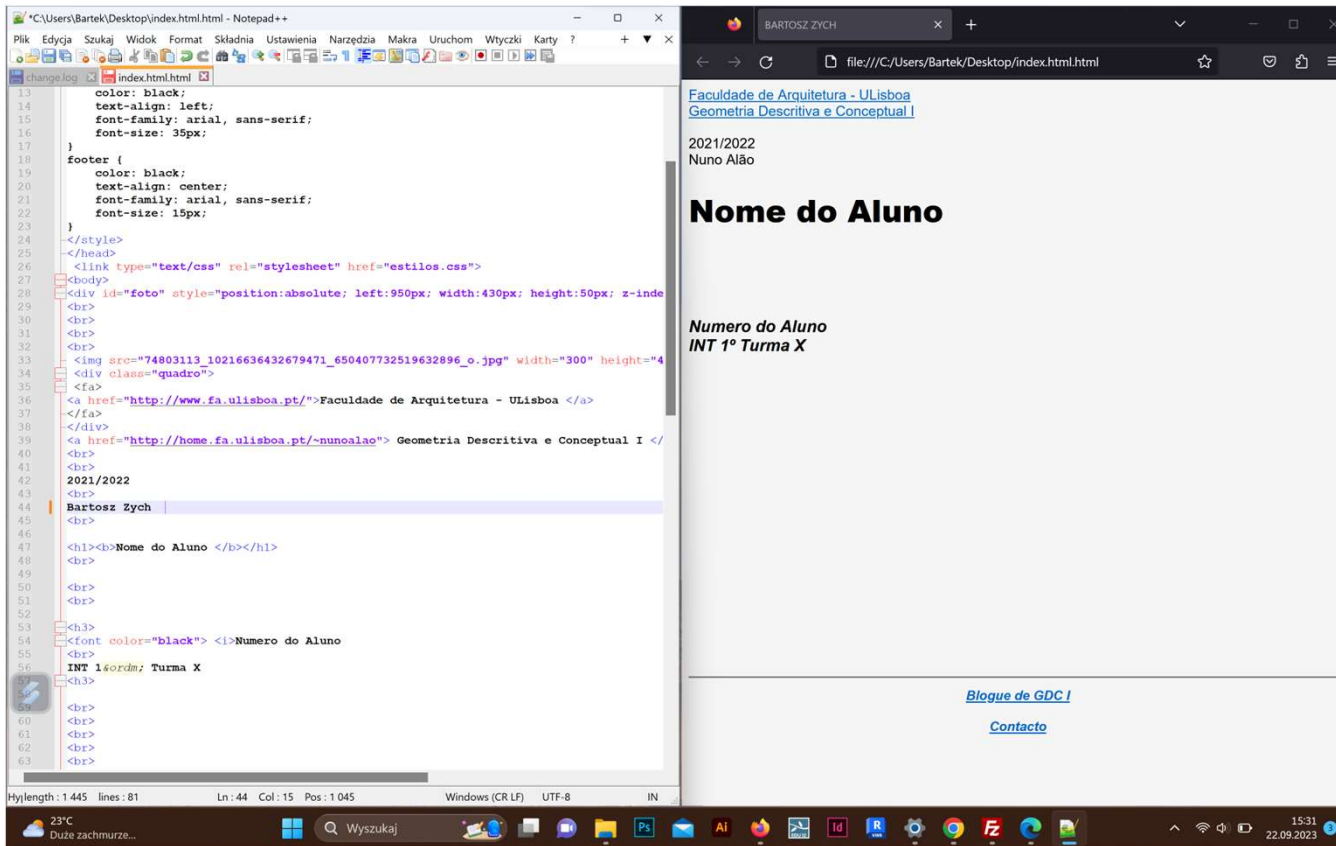 *C:\Users\Bartek\Desktop\index.html.html - Notepad++
Plik Edycja Szukaj Widok Format Składnia Ustawienia Narzędzia Makra Uruchom Wtyczki Karty ? + ▼ ×
change.log index.html.html
13 color: black;
14 text-align: left;
15 font-family: arial, sans-serif;
16 font-size: 35px;
17 }
18 footer {
19 color: black;
20 text-align: center;
21 font-family: arial, sans-serif;
22 font-size: 15px;
23 }
24 </style>
25 </head>
26 <link type="text/css" rel="stylesheet" href="estilos.css">
27 <body>
28 <div id="foto" style="position:absolute; left:950px; width:430px; height:50px; z-inde
29 <br>
30 <br>
31 <br>
32 <br>
33 <img src="74803113_10216636432679471_650407732519632896_o.jpg" width="300" height="4
34 <div class="quadro">
35 <fa>
36 <a href="http://www.fa.ulisboa.pt/">Faculdade de Arquitetura - ULisboa </a>
37 </fa>
38 </div>
39 <a href="http://home.fa.ulisboa.pt/~nunoalao"> Geometria Descritiva e Conceptual I </
40 <br>
41 <br>
42 2021/2022
43 <br>
44 Bartosz Zych
45 <br>
46
47 <h1><b>Nome do Aluno </b></h1>
48 <br>
49
50 <br>
51 <br>
52
53 <h3>
54 <font color="black"> <i>Numero do Aluno
55 <br>
56 INT 1&ordm; Turma X
57 <h3>
58
59 <br>
60 <br>
61 <br>
62 <br>
63 <br>
length : 1 445 lines : 81 Ln : 44 Col : 15 Pos : 1 045 Windows (CR LF) UTF-8 IN
BARTOSZ ZYCH
file:///C:/Users/Bartek/Desktop/index.html.html
Faculdade de Arquitetura - ULisboa
Geometria Descritiva e Conceptual I
2021/2022
Nuno Alão
Nome do Aluno
Numero do Aluno
INT 1º Turma X
Blogue de GDC I
Contacto
23°C
Duże zachmurze...
Wyszukaj
Ps
Ai
Id
R
15:31
22.09.2023
3